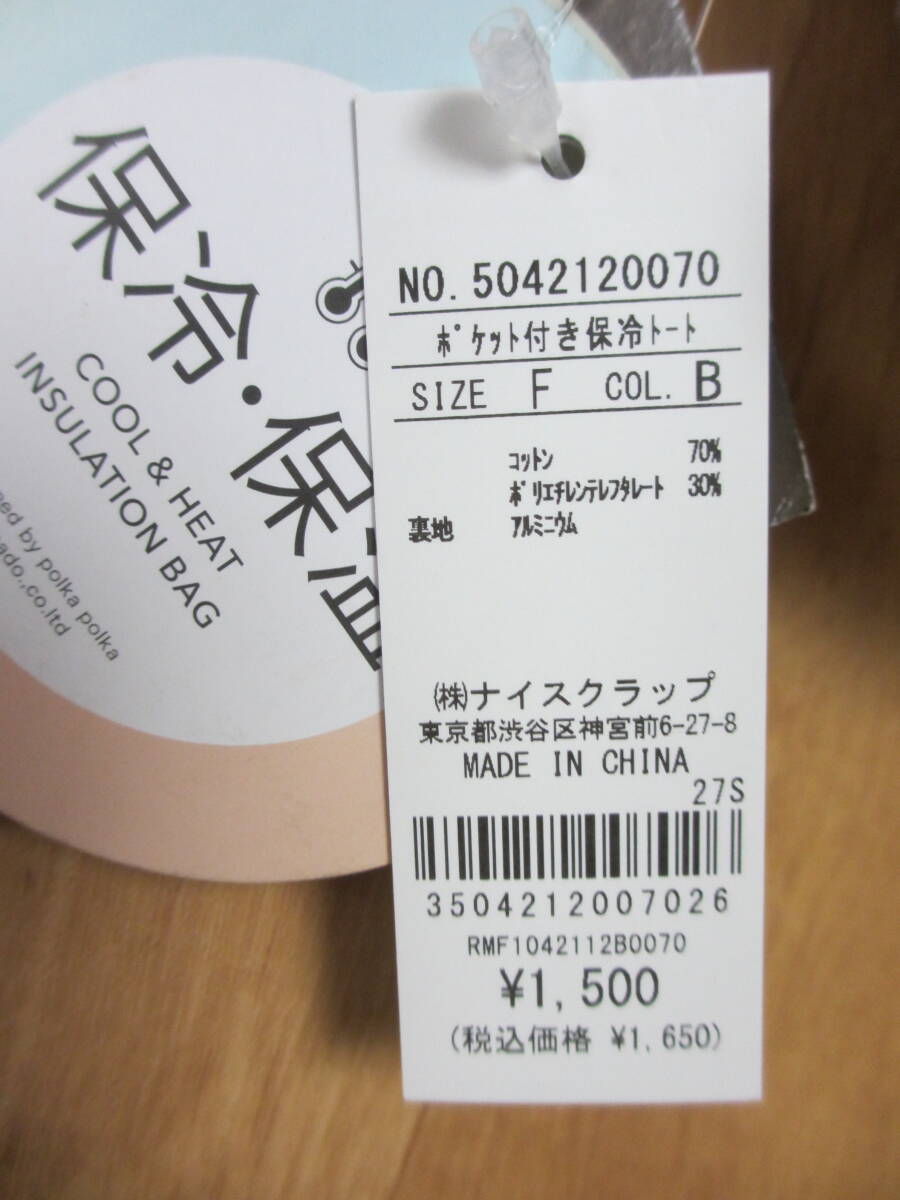 保冷・保温
COOL & HEAT
INSULATION BAG
by polka polka
co.ltd
NO. 5042120070
ﾎﾟｹｯﾄ付き保冷ﾄｰﾄ
SIZE F COL. B
ｺｯﾄﾝ 70%
ﾎﾟﾘｴﾁﾚﾝﾃﾚﾌﾀﾚｰﾄ 30%
裏地 ｱﾙﾐﾆｳﾑ
㈱ナイスクラップ
東京都渋谷区神宮前6-27-8
MADE IN CHINA
27S
3504212007026
RMF1042112B0070
¥1,500
(税込価格 ¥1,650)